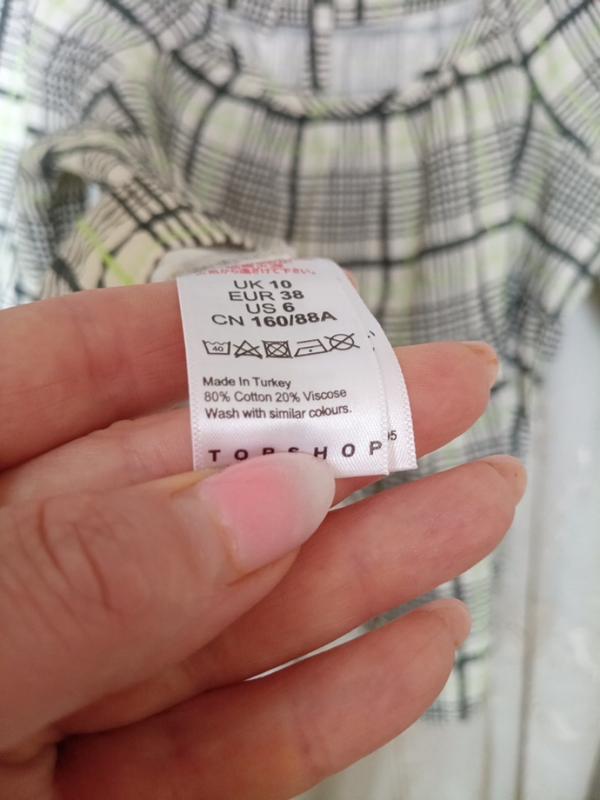 UK 10
EUR 38
US 6
CN 160/88A
40
Made In Turkey
80% Cotton 20% Viscose
Wash with similar colours.
TOPSHOP